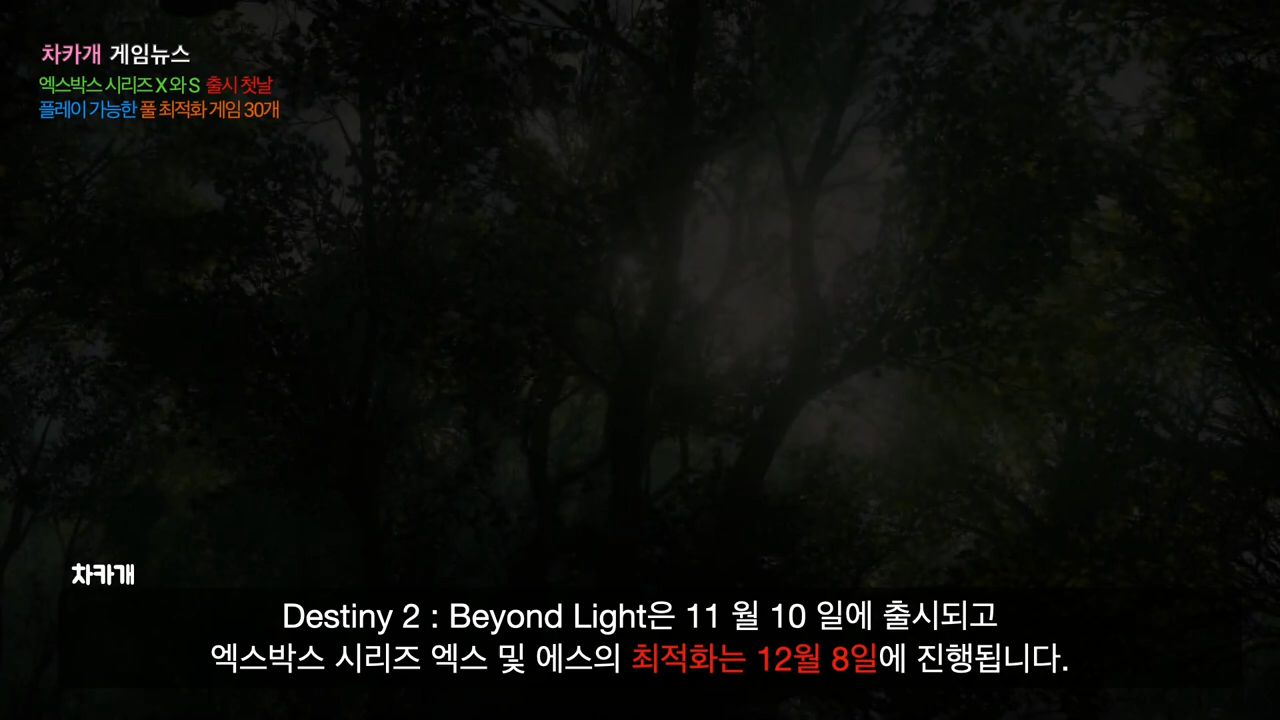 차카개 게임뉴스
엑스박스 시리즈 X 와 S 출시 첫날
플레이 가능한 풀 최적화 게임 30개
차카개
Destiny 2 : Beyond Light은 11 월 10 일에 출시되고
엑스박스 시리즈 엑스 및 에스의 최적화는 12월 8일에 진행됩니다.